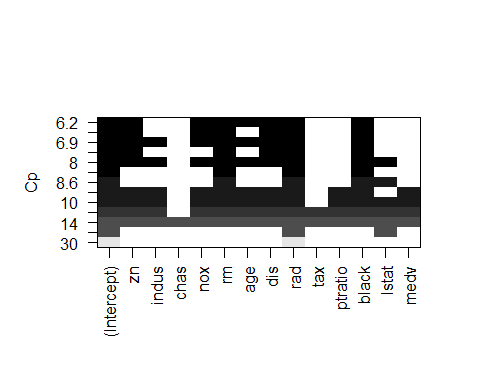 Cp
6.2
6.9
8
8.6
10
14
30
(Intercept)
zn
indus
chas
nox
rm
age
dis
rad
tax
ptratio
black
lstat
medv